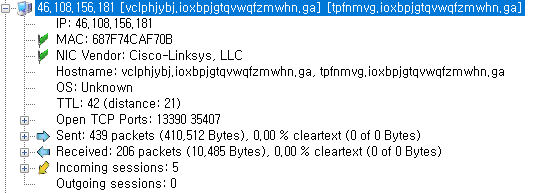 46,108,156,181 [vclphjybj,ioxbpjgtqvwqfzmwhn,ga] [tpfnmvg,ioxbpjgtqvwqfzmwhn,ga]
IP: 46,108,156,181
MAC: 687F74CAF70B
NIC Vendor: Cisco-Linksys, LLC
Hostname: vclphjybj,ioxbpjgtqvwqfzmwhn,ga, tpfnmvg,ioxbpjgtqvwqfzmwhn,ga
OS: Unknown
TTL: 42 (distance: 21)
Open TCP Ports: 13390 35407
Sent: 439 packets (410,512 Bytes), 0,00 % cleartext (0 of 0 Bytes)
Received: 206 packets (10,485 Bytes), 0,00 % cleartext (0 of 0 Bytes)
Incoming sessions: 5
Outgoing sessions: 0